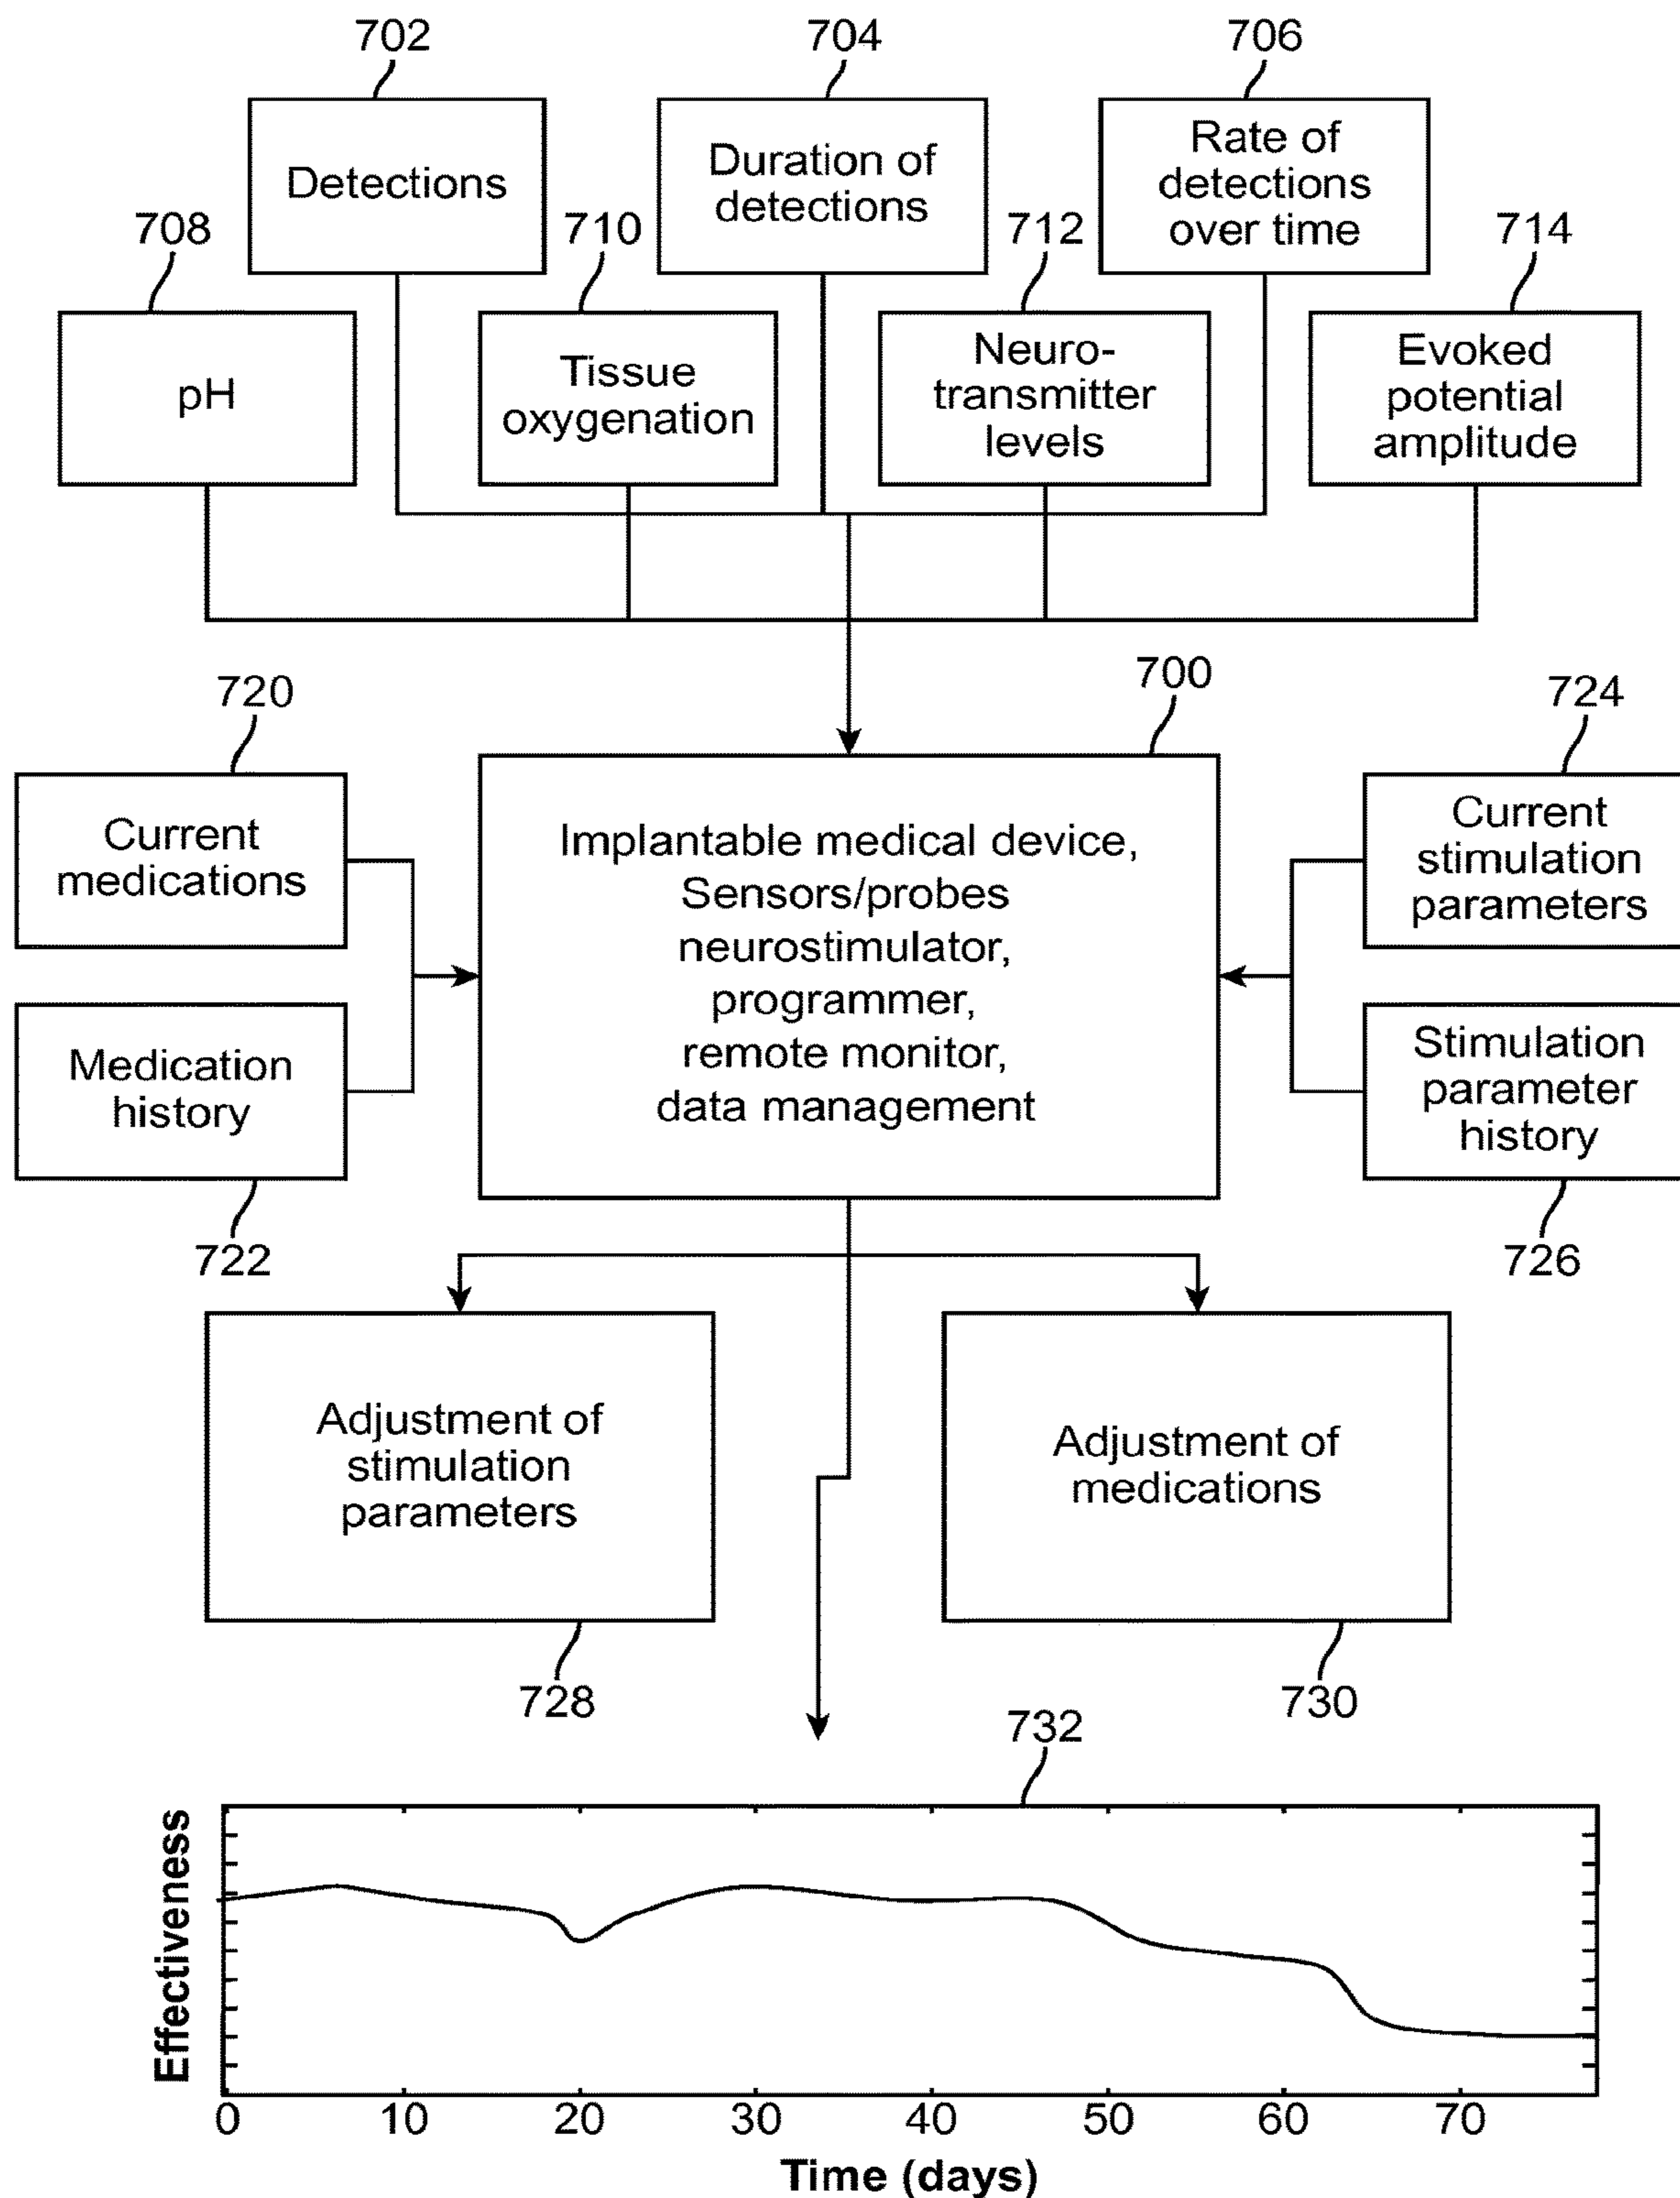 702
704
706
Detections
Duration of
detections
Rate of
detections
over time
708
710
712
714
pH
Tissue
oxygenation
Neuro-
transmitter
levels
Evoked
potential
amplitude
700
720
724
Current
medications
Implantable medical device,
Sensors/probes
neurostimulator,
programmer,
remote monitor,
data management
Current
stimulation
parameters
Medication
history
Stimulation
parameter
history
722
726
Adjustment of
stimulation
parameters
Adjustment of
medications
728
730
732
Effectiveness
0 10 20 30 40 50 60 70
Time (days)